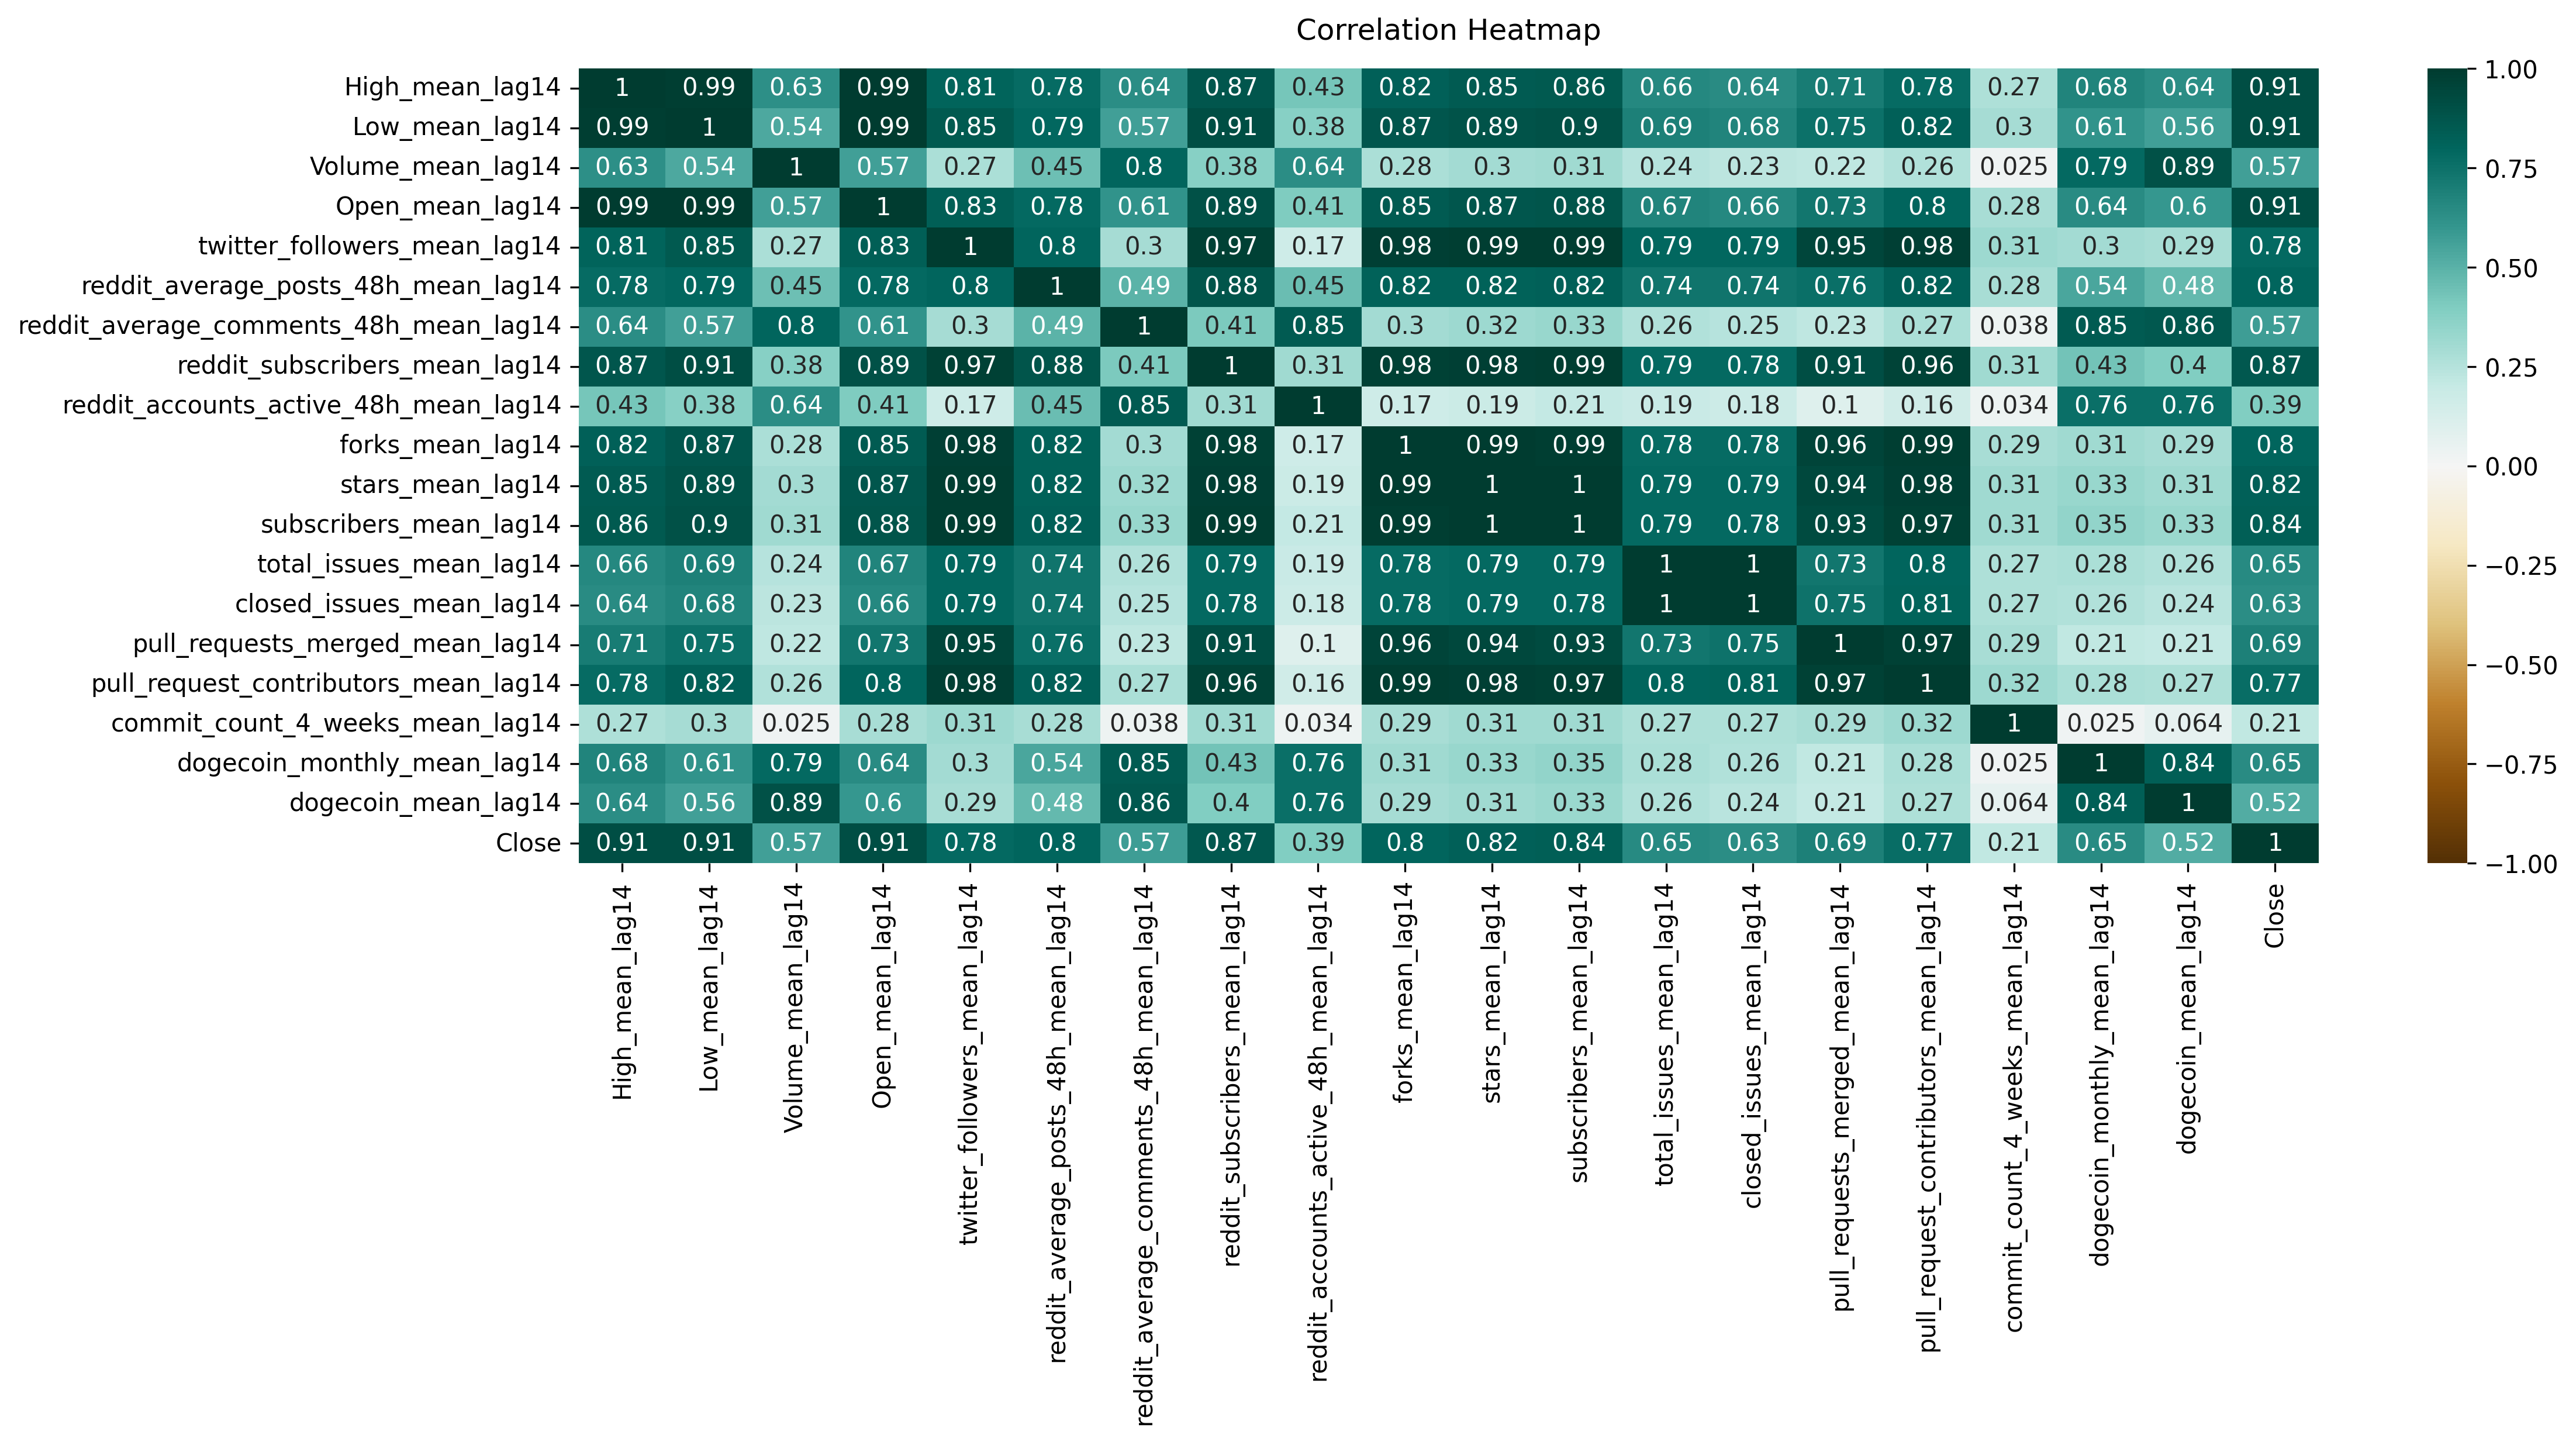 Correlation Heatmap
High_mean_lag14 1 0.99 0.63 0.99 0.81 0.78 0.64 0.87 0.43 0.82 0.85 0.86 0.66 0.64 0.71 0.78 0.27 0.68 0.64 0.91 1.00
Low_mean_lag14 0.99 1 0.54 0.99 0.85 0.79 0.57 0.91 0.38 0.87 0.89 0.9 0.69 0.68 0.75 0.82 0.3 0.61 0.56 0.91
Volume_mean_lag14 0.63 0.54 1 0.57 0.27 0.45 0.8 0.38 0.64 0.28 0.3 0.31 0.24 0.23 0.22 0.26 0.025 0.79 0.89 0.57 0.75
Open_mean_lag14 0.99 0.99 0.57 1 0.83 0.78 0.61 0.89 0.41 0.85 0.87 0.88 0.67 0.66 0.73 0.8 0.28 0.64 0.6 0.91
twitter_followers_mean_lag14 0.81 0.85 0.27 0.83 1 0.8 0.3 0.97 0.17 0.98 0.99 0.99 0.79 0.79 0.95 0.98 0.31 0.3 0.29 0.78
reddit_average_posts_48h_mean_lag14 0.78 0.79 0.45 0.78 0.8 1 0.49 0.88 0.45 0.82 0.82 0.82 0.74 0.74 0.76 0.82 0.28 0.54 0.48 0.8 0.50
reddit_average_comments_48h_mean_lag14 0.64 0.57 0.8 0.61 0.3 0.49 1 0.41 0.85 0.3 0.32 0.33 0.26 0.25 0.23 0.27 0.038 0.85 0.86 0.57
reddit_subscribers_mean_lag14 0.87 0.91 0.38 0.89 0.97 0.88 0.41 1 0.31 0.98 0.98 0.99 0.79 0.78 0.91 0.96 0.31 0.43 0.4 0.87 0.25
reddit_accounts_active_48h_mean_lag14 0.43 0.38 0.64 0.41 0.17 0.45 0.85 0.31 1 0.17 0.19 0.21 0.19 0.18 0.1 0.16 0.034 0.76 0.76 0.39
forks_mean_lag14 0.82 0.87 0.28 0.85 0.98 0.82 0.3 0.98 0.17 1 0.99 0.99 0.78 0.78 0.96 0.99 0.29 0.31 0.29 0.8 0.00
stars_mean_lag14 0.85 0.89 0.3 0.87 0.99 0.82 0.32 0.98 0.19 0.99 1 1 0.79 0.79 0.94 0.98 0.31 0.33 0.31 0.82
subscribers_mean_lag14 0.86 0.9 0.31 0.88 0.99 0.82 0.33 0.99 0.21 0.99 1 1 0.79 0.78 0.93 0.97 0.31 0.35 0.33 0.84
total_issues_mean_lag14 0.66 0.69 0.24 0.67 0.79 0.74 0.26 0.79 0.19 0.78 0.79 0.79 1 1 0.73 0.8 0.27 0.28 0.26 0.65 −0.25
closed_issues_mean_lag14 0.64 0.68 0.23 0.66 0.79 0.74 0.25 0.78 0.18 0.78 0.79 0.78 1 1 0.75 0.81 0.27 0.26 0.24 0.63
pull_requests_merged_mean_lag14 0.71 0.75 0.22 0.73 0.95 0.76 0.23 0.91 0.1 0.96 0.94 0.93 0.73 0.75 1 0.97 0.29 0.21 0.21 0.69 −0.50
pull_request_contributors_mean_lag14 0.78 0.82 0.26 0.8 0.98 0.82 0.27 0.96 0.16 0.99 0.98 0.97 0.8 0.81 0.97 1 0.32 0.28 0.27 0.77
commit_count_4_weeks_mean_lag14 0.27 0.3 0.025 0.28 0.31 0.28 0.038 0.31 0.034 0.29 0.31 0.31 0.27 0.27 0.29 0.32 1 0.025 0.064 0.21
dogecoin_monthly_mean_lag14 0.68 0.61 0.79 0.64 0.3 0.54 0.85 0.43 0.76 0.31 0.33 0.35 0.28 0.26 0.21 0.28 0.025 1 0.84 0.65 −0.75
dogecoin_mean_lag14 0.64 0.56 0.89 0.6 0.29 0.48 0.86 0.4 0.76 0.29 0.31 0.33 0.26 0.24 0.21 0.27 0.064 0.84 1 0.52
Close 0.91 0.91 0.57 0.91 0.78 0.8 0.57 0.87 0.39 0.8 0.82 0.84 0.65 0.63 0.69 0.77 0.21 0.65 0.52 1 −1.00
High_mean_lag14
Low_mean_lag14
Volume_mean_lag14
Open_mean_lag14
twitter_followers_mean_lag14
reddit_average_posts_48h_mean_lag14
reddit_average_comments_48h_mean_lag14
reddit_subscribers_mean_lag14
reddit_accounts_active_48h_mean_lag14
forks_mean_lag14
stars_mean_lag14
subscribers_mean_lag14
total_issues_mean_lag14
closed_issues_mean_lag14
pull_requests_merged_mean_lag14
pull_request_contributors_mean_lag14
commit_count_4_weeks_mean_lag14
dogecoin_monthly_mean_lag14
dogecoin_mean_lag14
Close